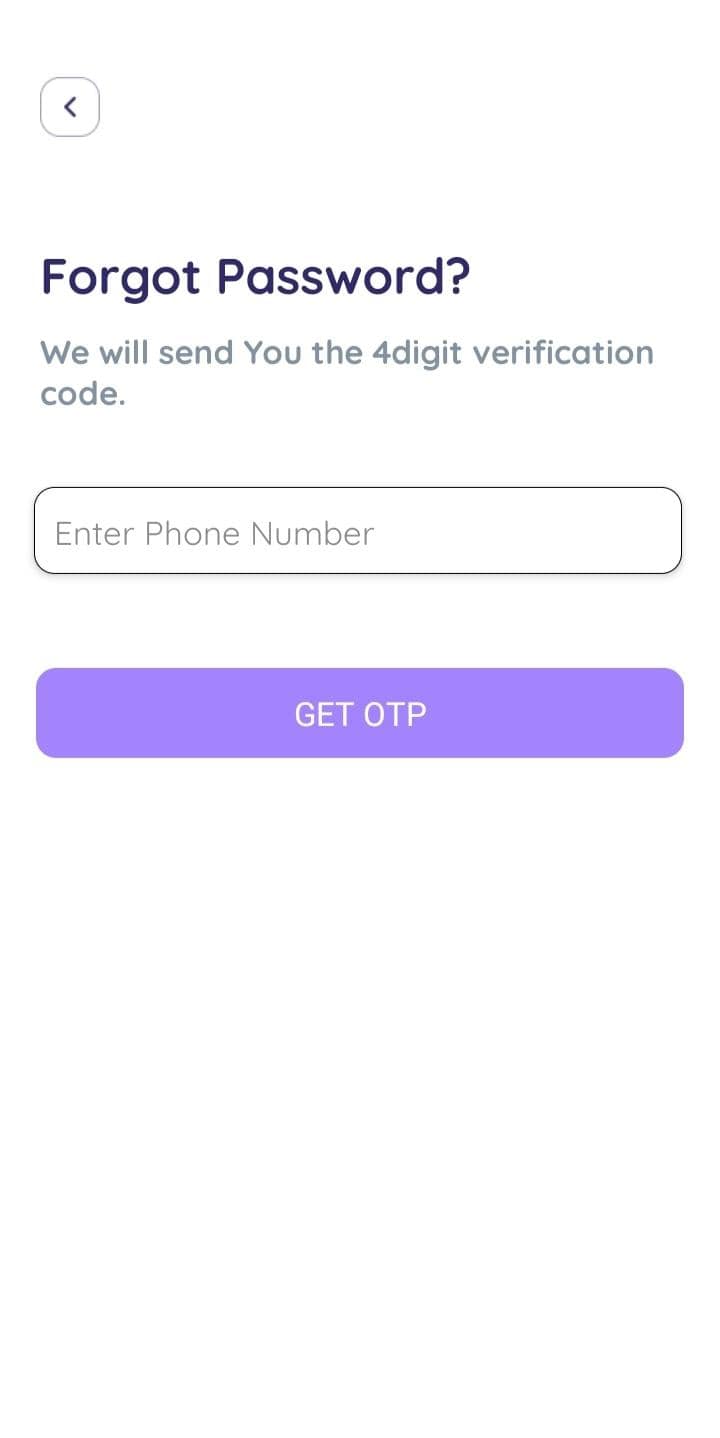 Forgot Password?
We will send You the 4digit verification
code.
Enter Phone Number
GET OTP